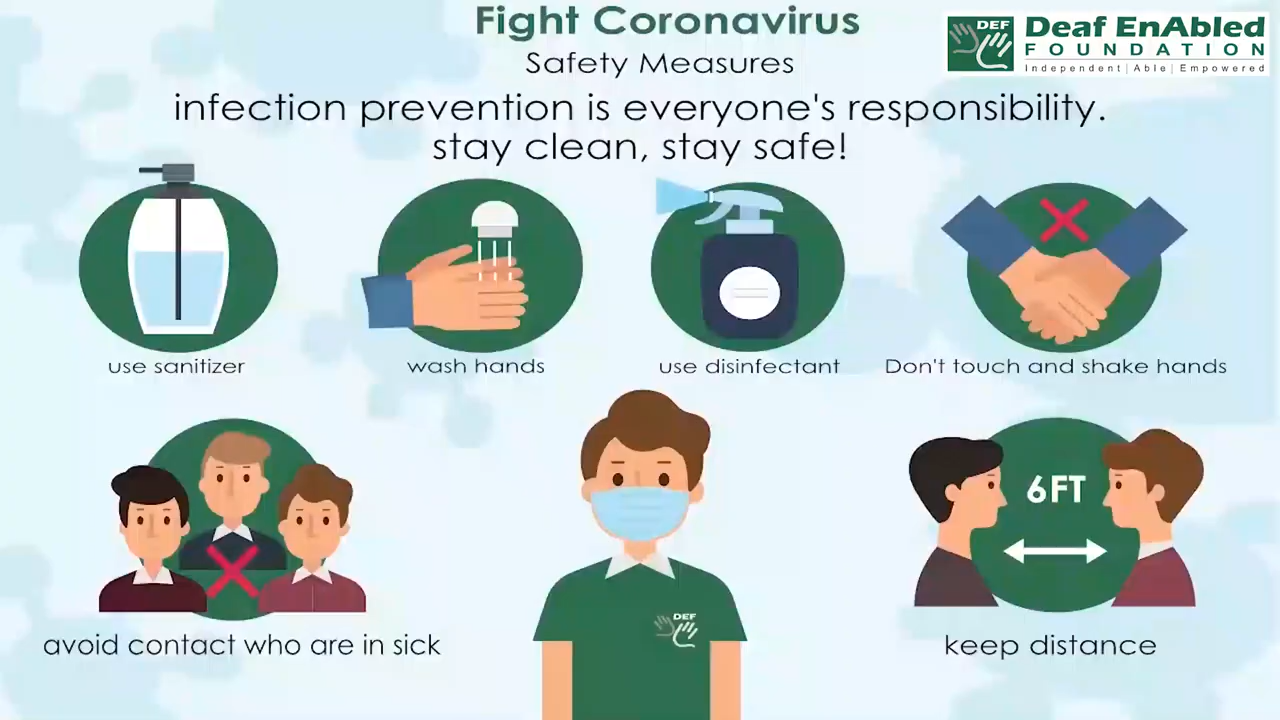 Fight Coronavirus
Safety Measures
DEF
Deaf EnAbled
FOUNDATION
Independent | Able | Empowered
infection prevention is everyone's responsibility.
stay clean, stay safe!
use sanitizer
wash hands
use disinfectant
Don't touch and shake hands
6FT
DEF
avoid contact who are in sick
keep distance